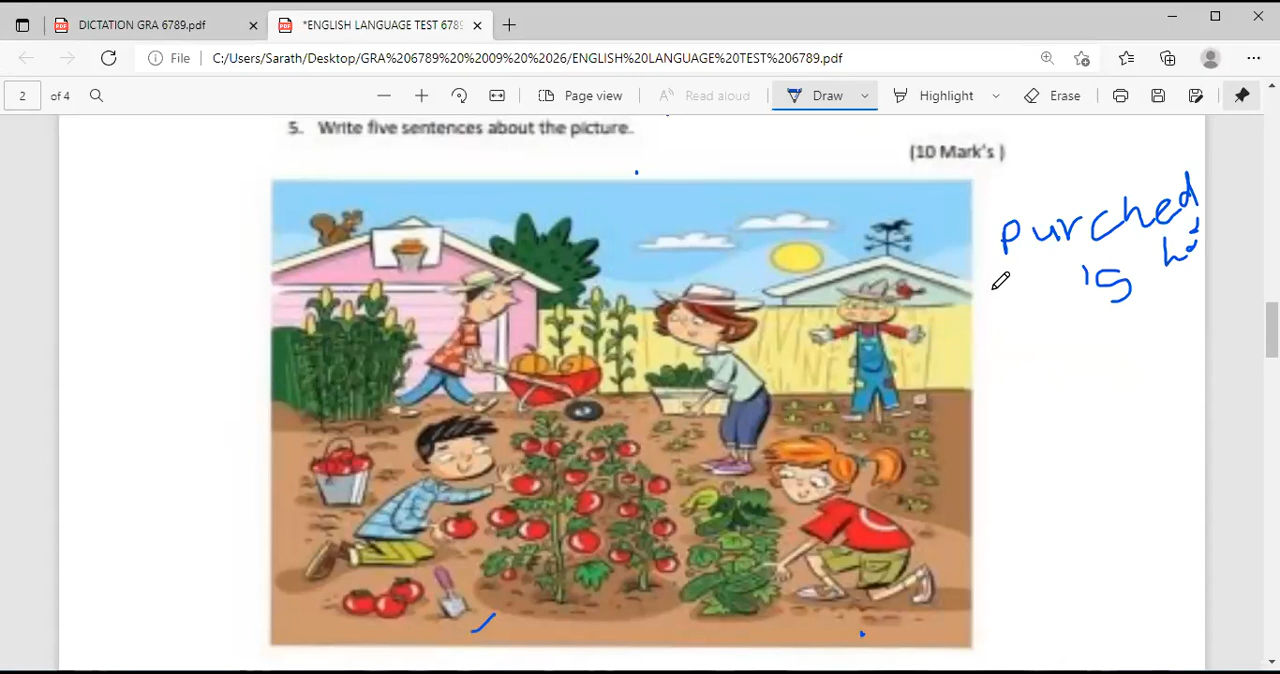 DICTATION GRA 6789.pdf
*ENGLISH LANGUAGE TEST 6789
File
C:/Users/Sarath/Desktop/GRA%206789%20%2009%20%2026/ENGLISH%20LANGUAGE%20TEST%206789.pdf
2 of 4
Page view
Read aloud
Draw
Highlight
Erase
5. Write five sentences about the picture.
(10 Mark's )
purched
is